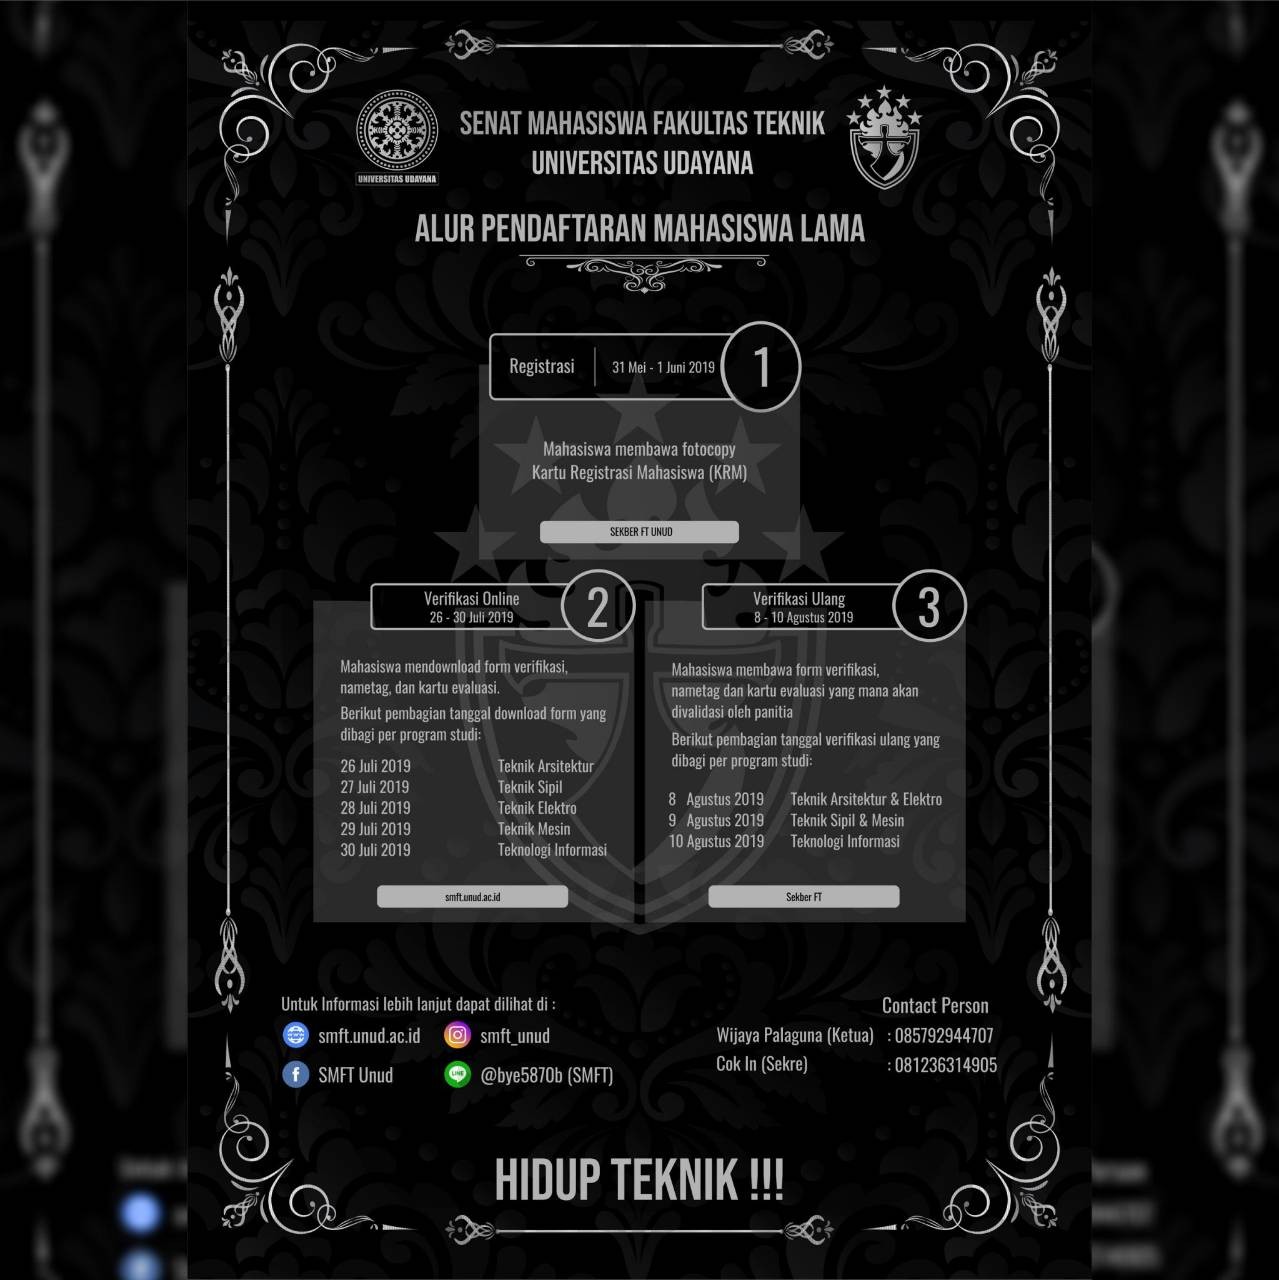 SENAT MAHASISWA FAKULTAS TEKNIK
UNIVERSITAS UDAYANA
UNIVERSITAS UDAYANA
ALUR PENDAFTARAN MAHASISWA LAMA
Registrasi
31 Mei - 1 Juni 2019
1
Mahasiswa membawa fotocopy
Kartu Registrasi Mahasiswa (KRM)
SEKBER FT UNUD
Verifikasi Online
26 - 30 Juli 2019
2
Mahasiswa mendownload form verifikasi,
nametag, dan kartu evaluasi.
Berikut pembagian tanggal download form yang
dibagi per program studi:
26 Juli 2019 Teknik Arsitektur
27 Juli 2019 Teknik Sipil
28 Juli 2019 Teknik Elektro
29 Juli 2019 Teknik Mesin
30 Juli 2019 Teknologi Informasi
smft.unud.ac.id
Verifikasi Ulang
8 - 10 Agustus 2019
3
Mahasiswa membawa form verifikasi,
nametag dan kartu evaluasi yang mana akan
divalidasi oleh panitia
Berikut pembagian tanggal verifikasi ulang yang
dibagi per program studi:
8 Agustus 2019 Teknik Arsitektur & Elektro
9 Agustus 2019 Teknik Sipil & Mesin
10 Agustus 2019 Teknologi Informasi
Sekber FT
Untuk Informasi lebih lanjut dapat dilihat di :
smft.unud.ac.id
smft_unud
SMFT Unud
@bye5870b (SMFT)
Contact Person
Wijaya Palaguna (Ketua) : 085792944707
Cok In (Sekre) : 081236314905
HIDUP TEKNIK !!!